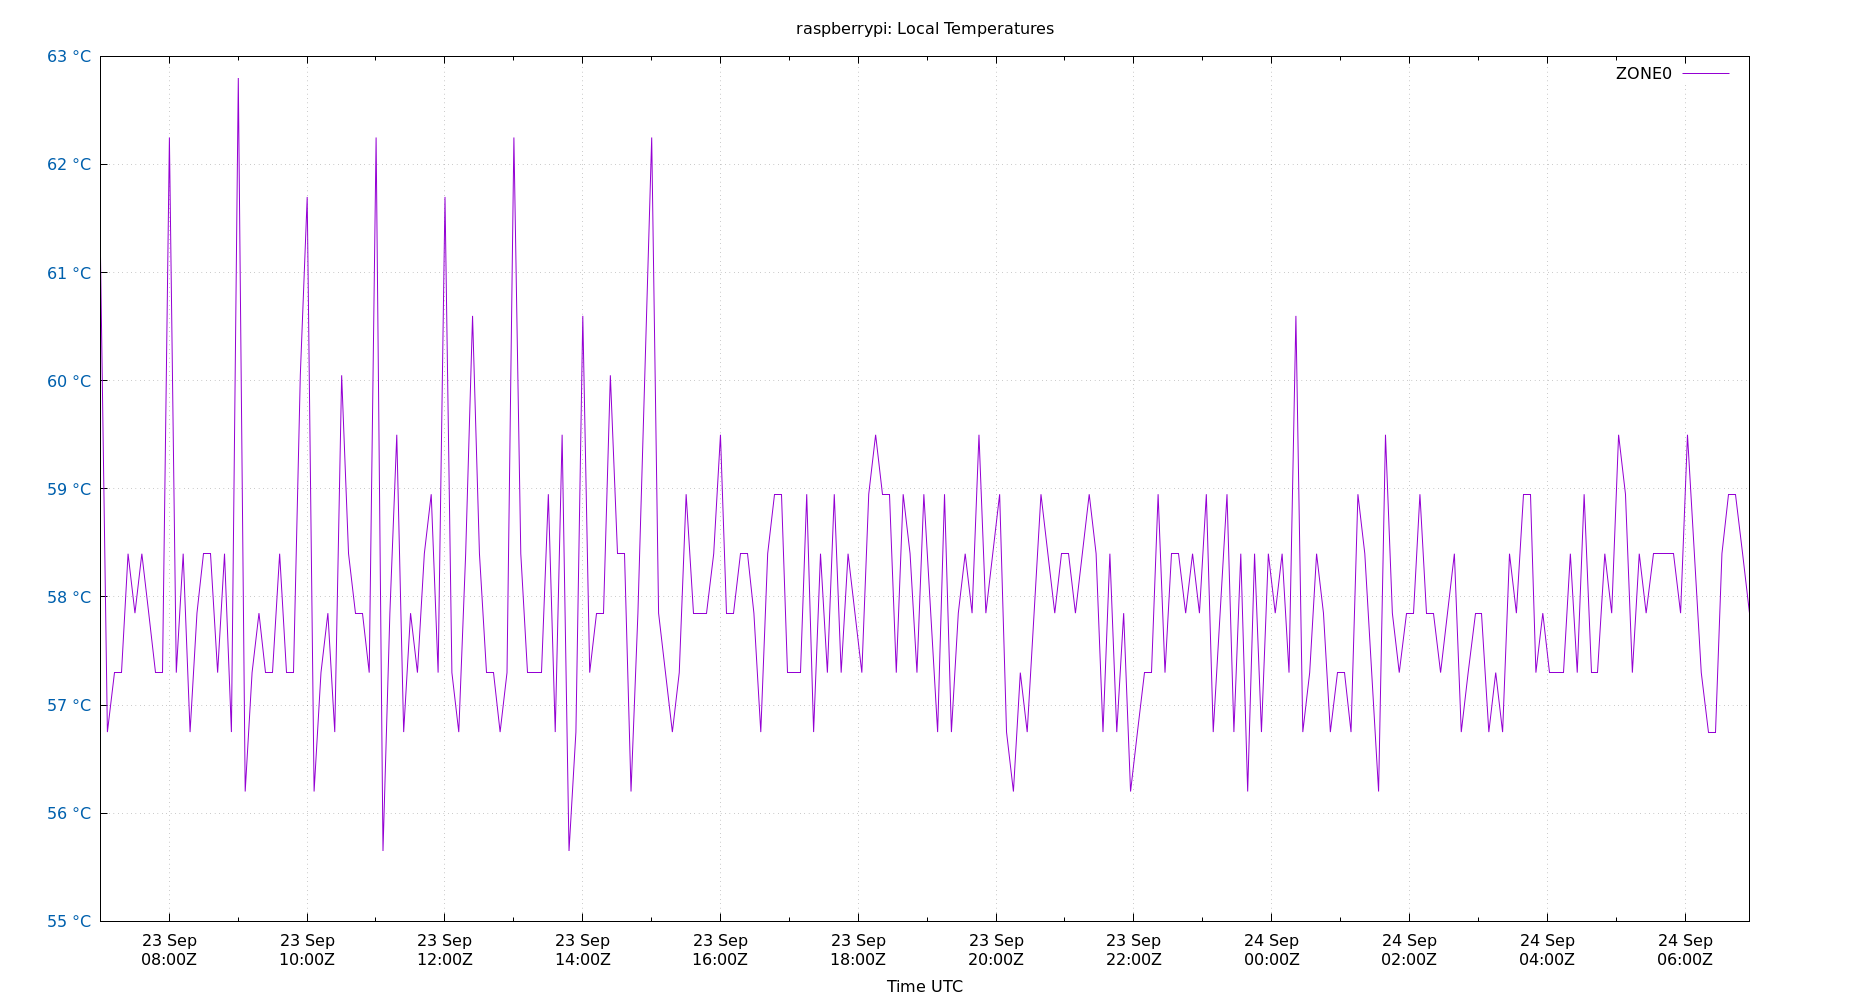 raspberrypi: Local Temperatures
63 °C
ZONE0
62 °C
61 °C
60 °C
59 °C
58 °C
57 °C
56 °C
55 °C
23 Sep 23 Sep 23 Sep 23 Sep 23 Sep 23 Sep 23 Sep 23 Sep 24 Sep 24 Sep 24 Sep 24 Sep
08:00Z 10:00Z 12:00Z 14:00Z 16:00Z 18:00Z 20:00Z 22:00Z 00:00Z 02:00Z 04:00Z 06:00Z
Time UTC